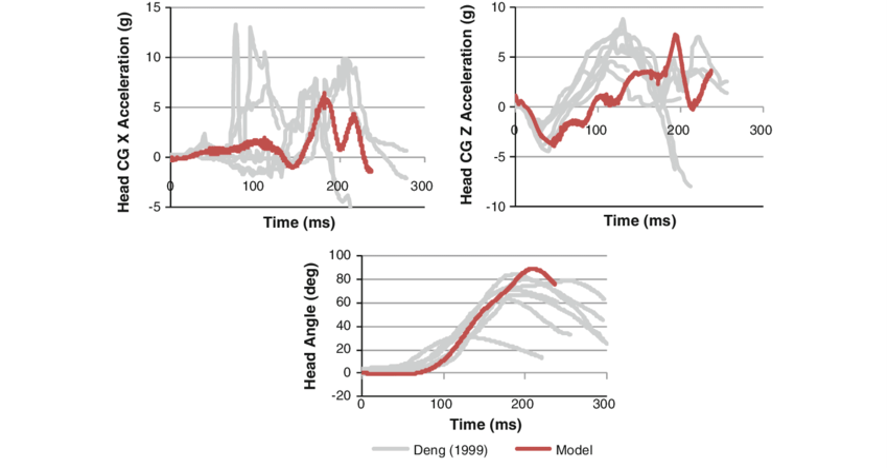 Head CG X Acceleration (g)
15
10
5
0
-5
0 100 200 300
Time (ms)
Head CG Z Acceleration (g)
10
5
0
-5
-10
0 100 200 300
Time (ms)
Head Angle (deg)
100
80
60
40
20
0
-20
0 100 200 300
Time (ms)
Deng (1999) Model